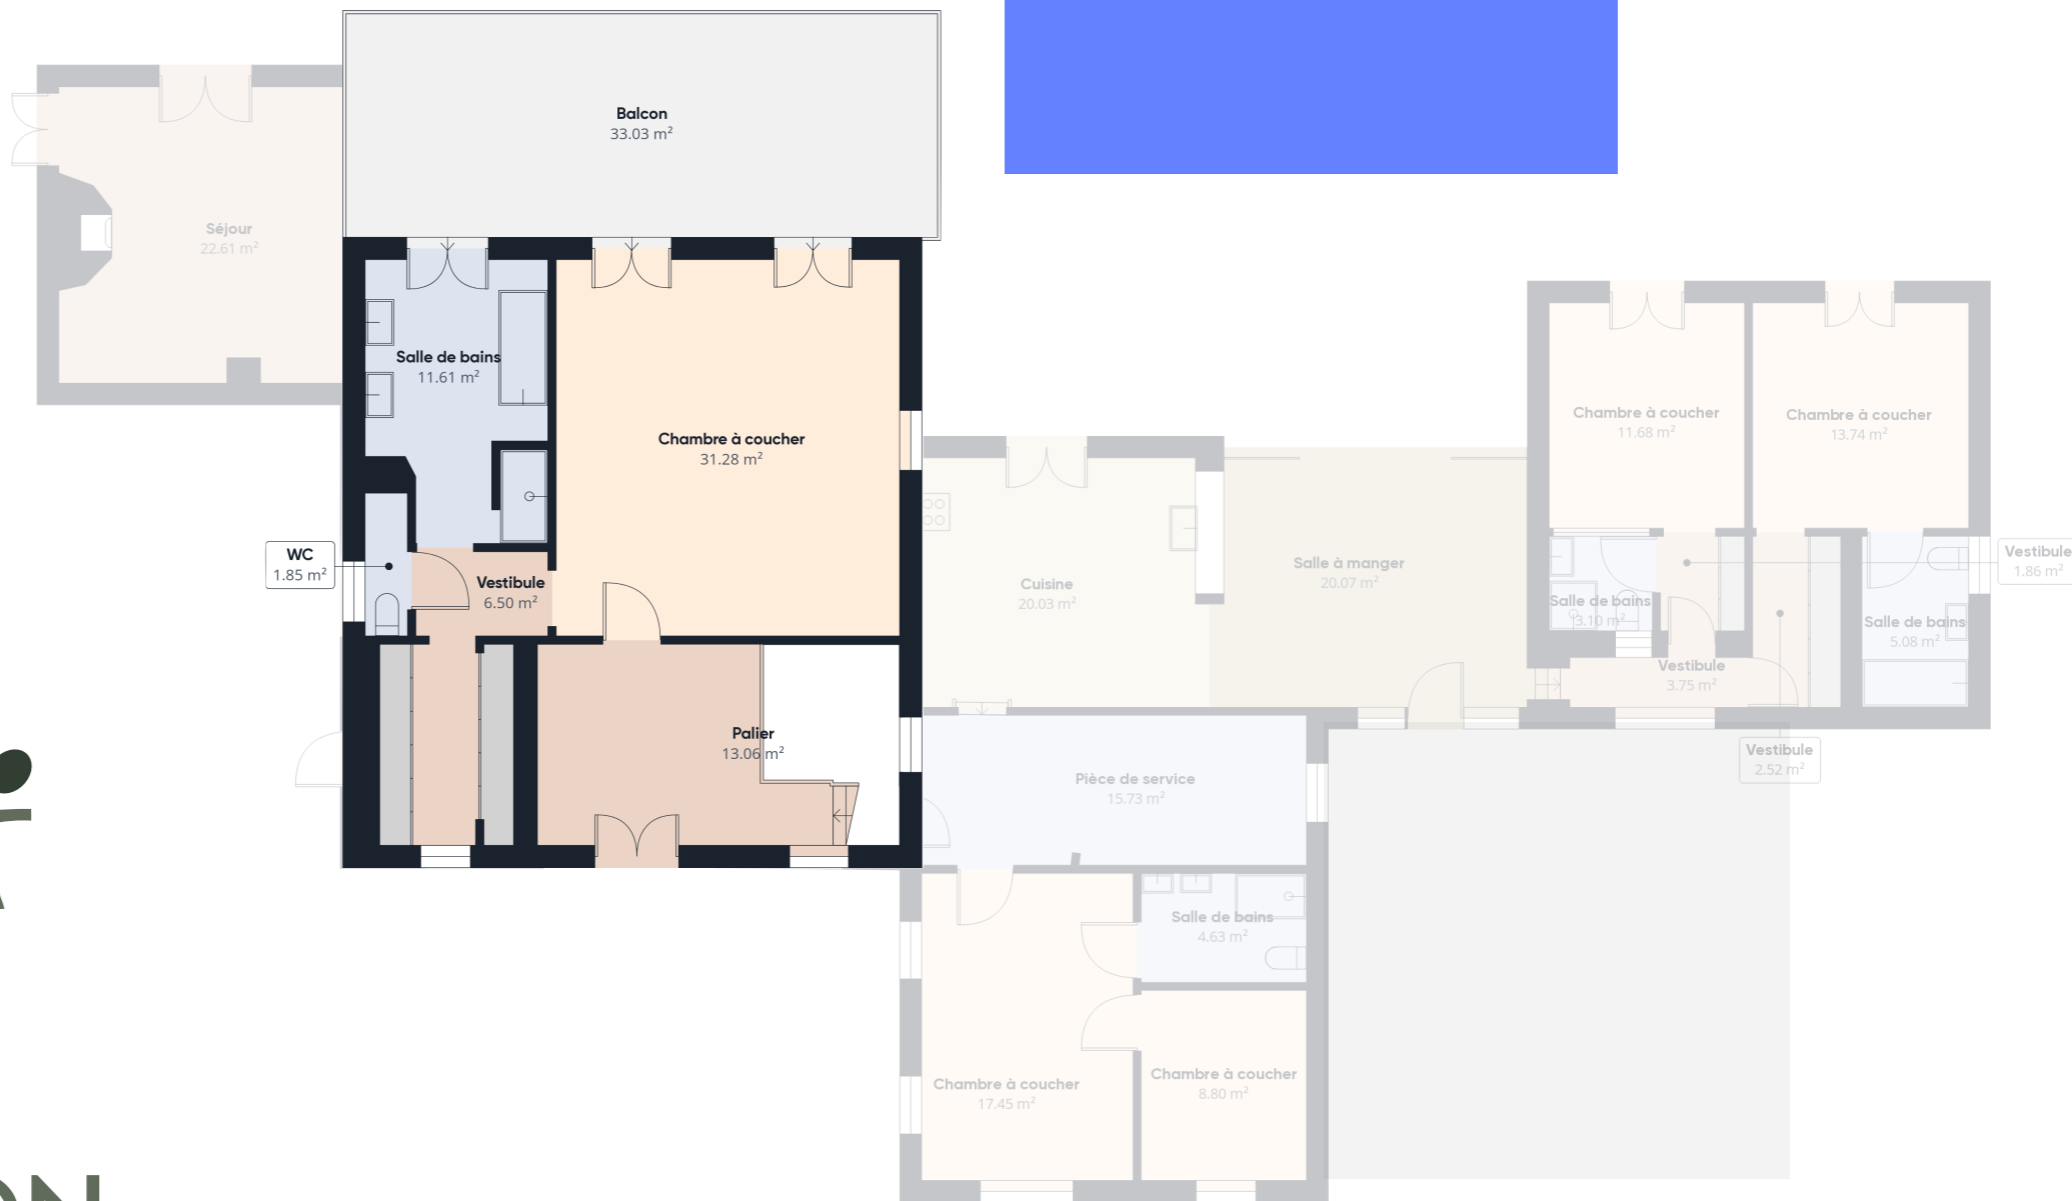 Balcon
33.03 m²
Séjour
22.61 m²
Salle de bains
11.61 m²
Chambre à coucher
31.28 m²
Chambre à coucher
11.68 m²
Chambre à coucher
13.74 m²
WC
1.85 m²
Vestibule
6.50 m²
Cuisine
20.03 m²
Salle à manger
20.07 m²
Vestibule
1.86 m²
Salle de bains
3.10 m²
Salle de bains
5.08 m²
Vestibule
3.75 m²
Palier
13.06 m²
Pièce de service
15.73 m²
Vestibule
2.52 m²
Salle de bains
4.63 m²
Chambre à coucher
17.45 m²
Chambre à coucher
8.80 m²